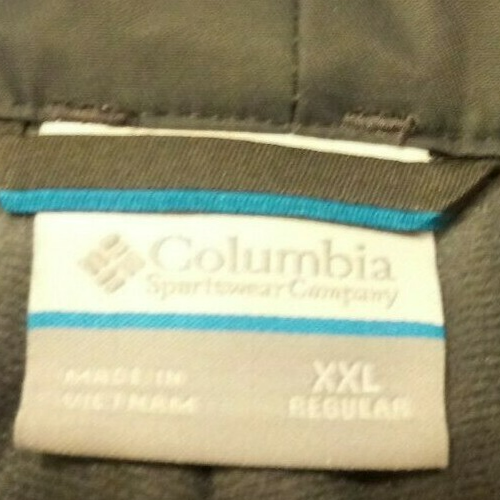 Columbia
Sportswear Company
XXL
MADE IN
REGULAR
VIETNAM